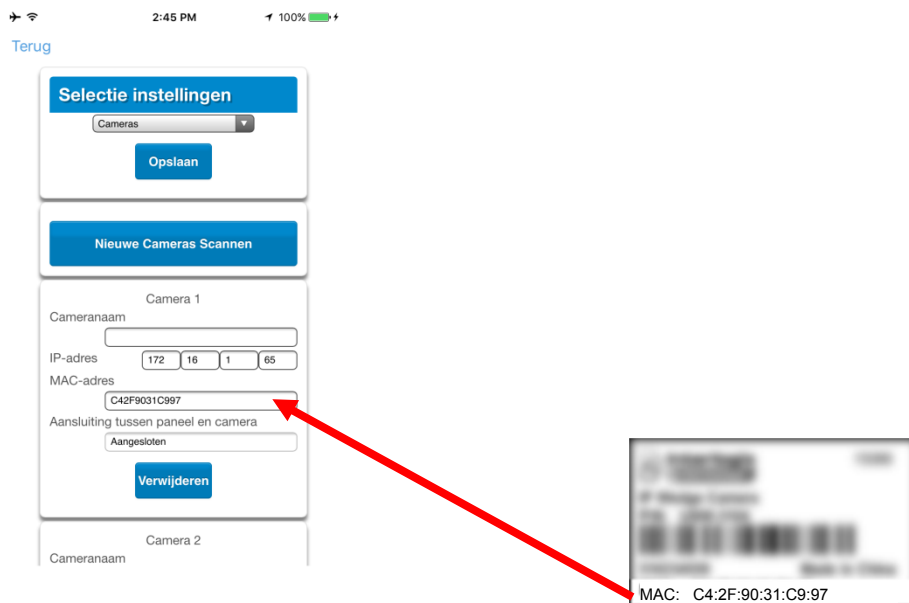 2:45 PM 100%
Terug
Selectie instellingen
Cameras
Opslaan
Nieuwe Cameras Scannen
Camera 1
Cameranaam
IP-adres 172 16 1 65
MAC-adres
C42F9031C997
Aansluiting tussen paneel en camera
Aangesloten
Verwijderen
Camera 2
Cameranaam
MAC: C4:2F:90:31:C9:97